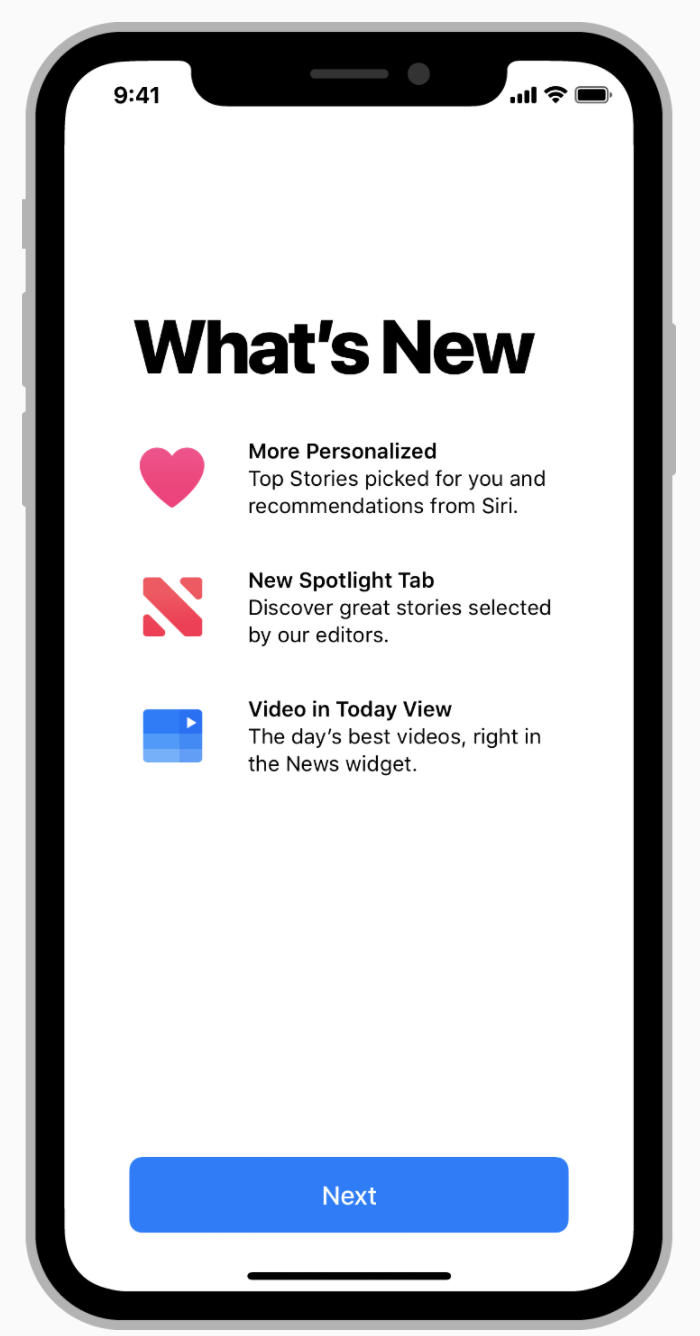 9:41
What’s New
More Personalized
Top Stories picked for you and
recommendations from Siri.
New Spotlight Tab
Discover great stories selected
by our editors.
Video in Today View
The day’s best videos, right in
the News widget.
Next